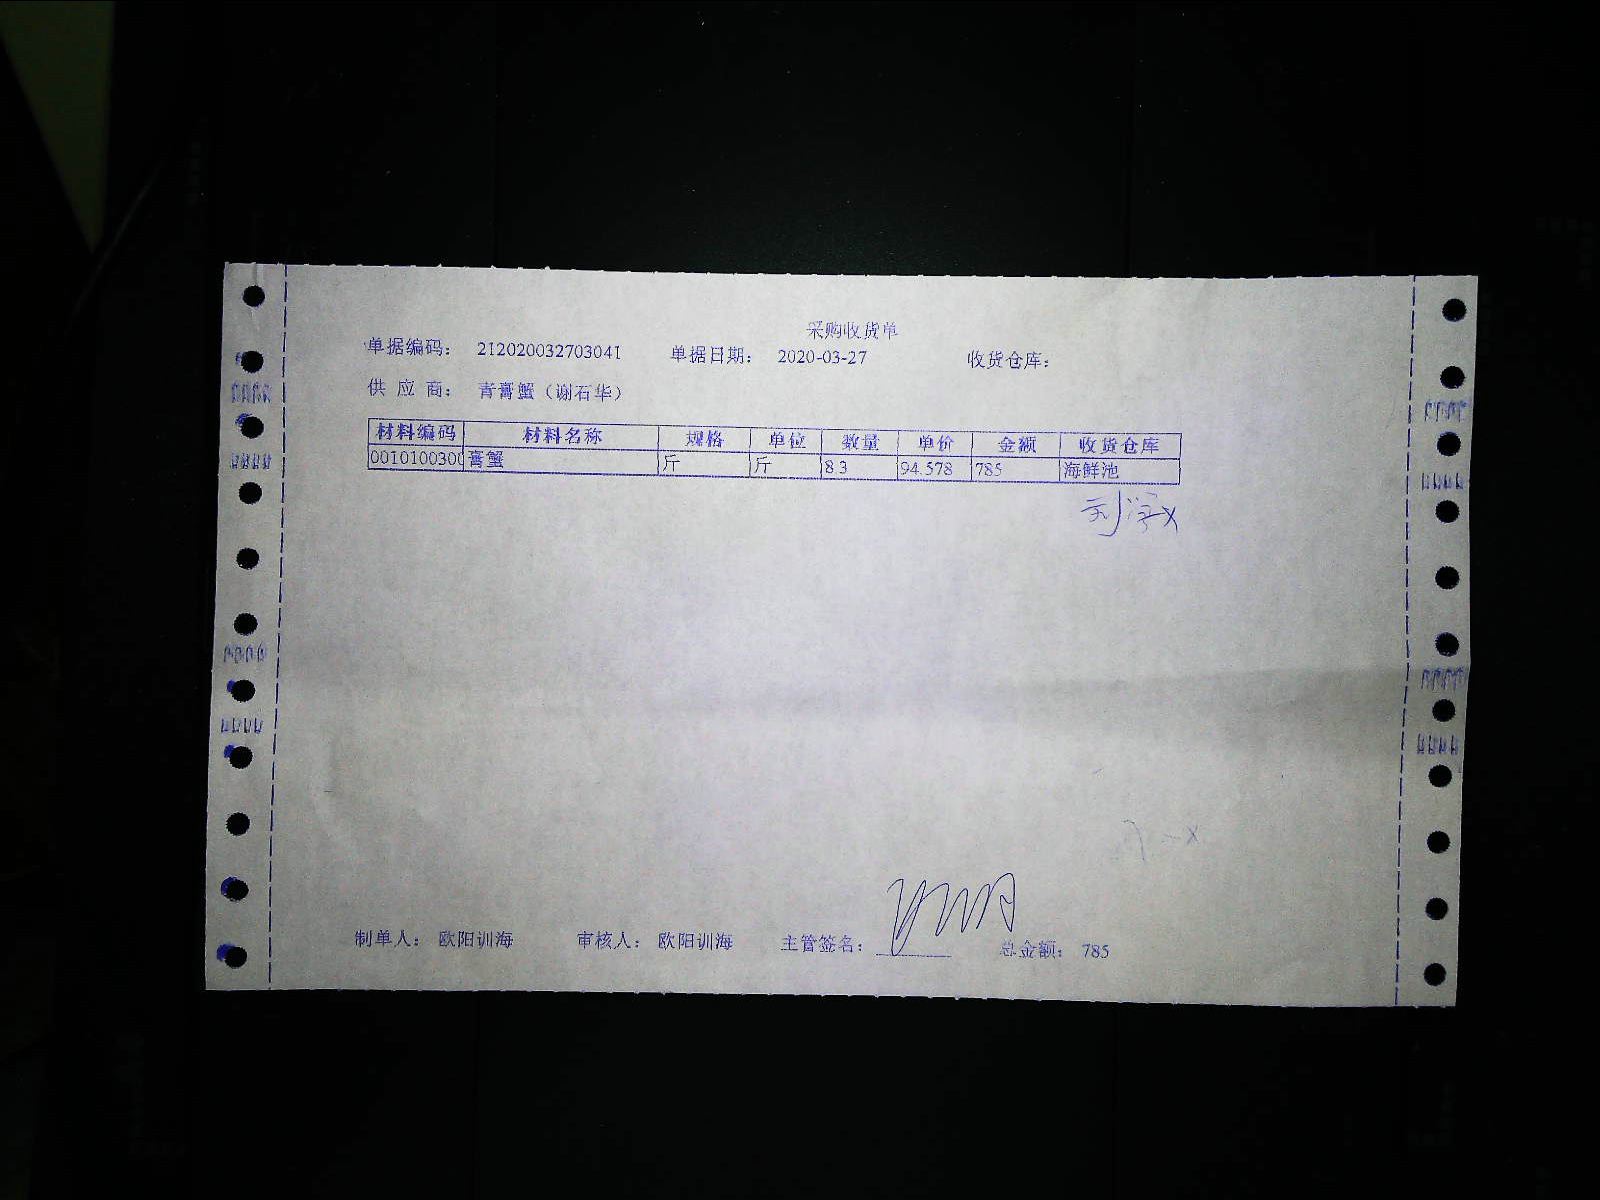 采购收货单
单据编码： 212020032703041 单据日期： 2020-03-27 收货仓库：
供 应 商： 青膏蟹（谢石华）
材料编码 材料名称 规格 单位 数量 单价 金额 收货仓库
0010100300 膏蟹 斤 斤 8.3 94.578 785 海鲜池
制单人： 欧阳训海 审核人： 欧阳训海 主管签名： 总金额： 785